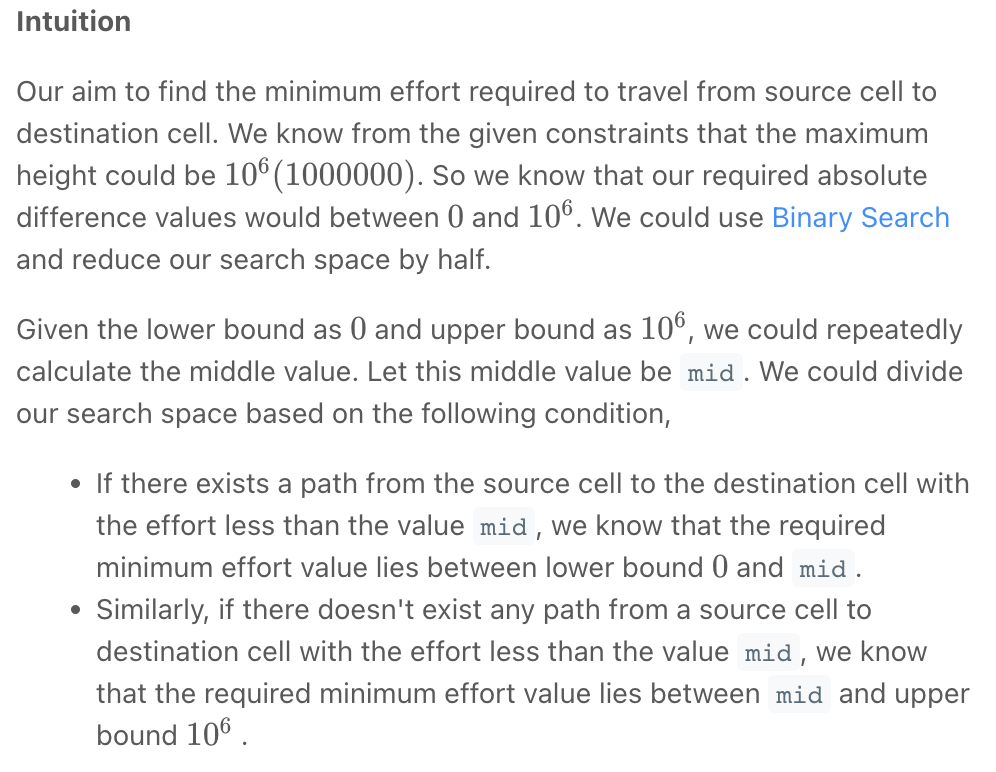 Intuition
Our aim to find the minimum effort required to travel from source cell to
destination cell. We know from the given constraints that the maximum
height could be 10⁶(1000000). So we know that our required absolute
difference values would between 0 and 10⁶. We could use Binary Search
and reduce our search space by half.
Given the lower bound as 0 and upper bound as 10⁶, we could repeatedly
calculate the middle value. Let this middle value be mid. We could divide
our search space based on the following condition,
• If there exists a path from the source cell to the destination cell with
the effort less than the value mid, we know that the required
minimum effort value lies between lower bound 0 and mid.
• Similarly, if there doesn't exist any path from a source cell to
destination cell with the effort less than the value mid, we know
that the required minimum effort value lies between mid and upper
bound 10⁶ .